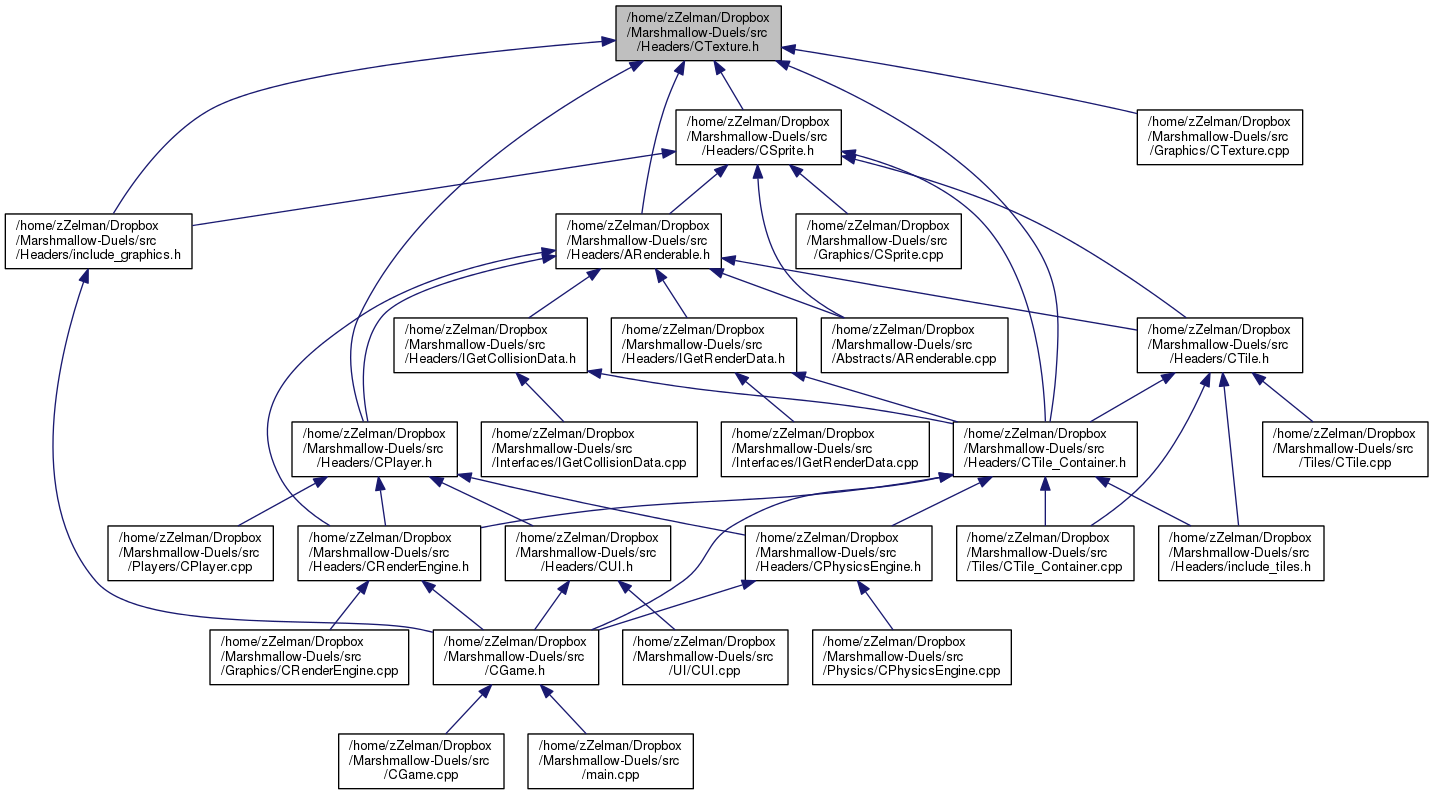 /home/zZelman/Dropbox
/Marshmallow-Duels/src
/Headers/CTexture.h
/home/zZelman/Dropbox
/Marshmallow-Duels/src
/Headers/CSprite.h
/home/zZelman/Dropbox
/Marshmallow-Duels/src
/Graphics/CTexture.cpp
/home/zZelman/Dropbox
/Marshmallow-Duels/src
/Headers/include_graphics.h
/home/zZelman/Dropbox
/Marshmallow-Duels/src
/Headers/ARenderable.h
/home/zZelman/Dropbox
/Marshmallow-Duels/src
/Graphics/CSprite.cpp
/home/zZelman/Dropbox
/Marshmallow-Duels/src
/Headers/IGetCollisionData.h
/home/zZelman/Dropbox
/Marshmallow-Duels/src
/Headers/IGetRenderData.h
/home/zZelman/Dropbox
/Marshmallow-Duels/src
/Abstracts/ARenderable.cpp
/home/zZelman/Dropbox
/Marshmallow-Duels/src
/Headers/CTile.h
/home/zZelman/Dropbox
/Marshmallow-Duels/src
/Headers/CPlayer.h
/home/zZelman/Dropbox
/Marshmallow-Duels/src
/Interfaces/IGetCollisionData.cpp
/home/zZelman/Dropbox
/Marshmallow-Duels/src
/Interfaces/IGetRenderData.cpp
/home/zZelman/Dropbox
/Marshmallow-Duels/src
/Headers/CTile_Container.h
/home/zZelman/Dropbox
/Marshmallow-Duels/src
/Tiles/CTile.cpp
/home/zZelman/Dropbox
/Marshmallow-Duels/src
/Players/CPlayer.cpp
/home/zZelman/Dropbox
/Marshmallow-Duels/src
/Headers/CRenderEngine.h
/home/zZelman/Dropbox
/Marshmallow-Duels/src
/Headers/CUI.h
/home/zZelman/Dropbox
/Marshmallow-Duels/src
/Headers/CPhysicsEngine.h
/home/zZelman/Dropbox
/Marshmallow-Duels/src
/Tiles/CTile_Container.cpp
/home/zZelman/Dropbox
/Marshmallow-Duels/src
/Headers/include_tiles.h
/home/zZelman/Dropbox
/Marshmallow-Duels/src
/Graphics/CRenderEngine.cpp
/home/zZelman/Dropbox
/Marshmallow-Duels/src
/CGame.h
/home/zZelman/Dropbox
/Marshmallow-Duels/src
/UI/CUI.cpp
/home/zZelman/Dropbox
/Marshmallow-Duels/src
/Physics/CPhysicsEngine.cpp
/home/zZelman/Dropbox
/Marshmallow-Duels/src
/CGame.cpp
/home/zZelman/Dropbox
/Marshmallow-Duels/src
/main.cpp